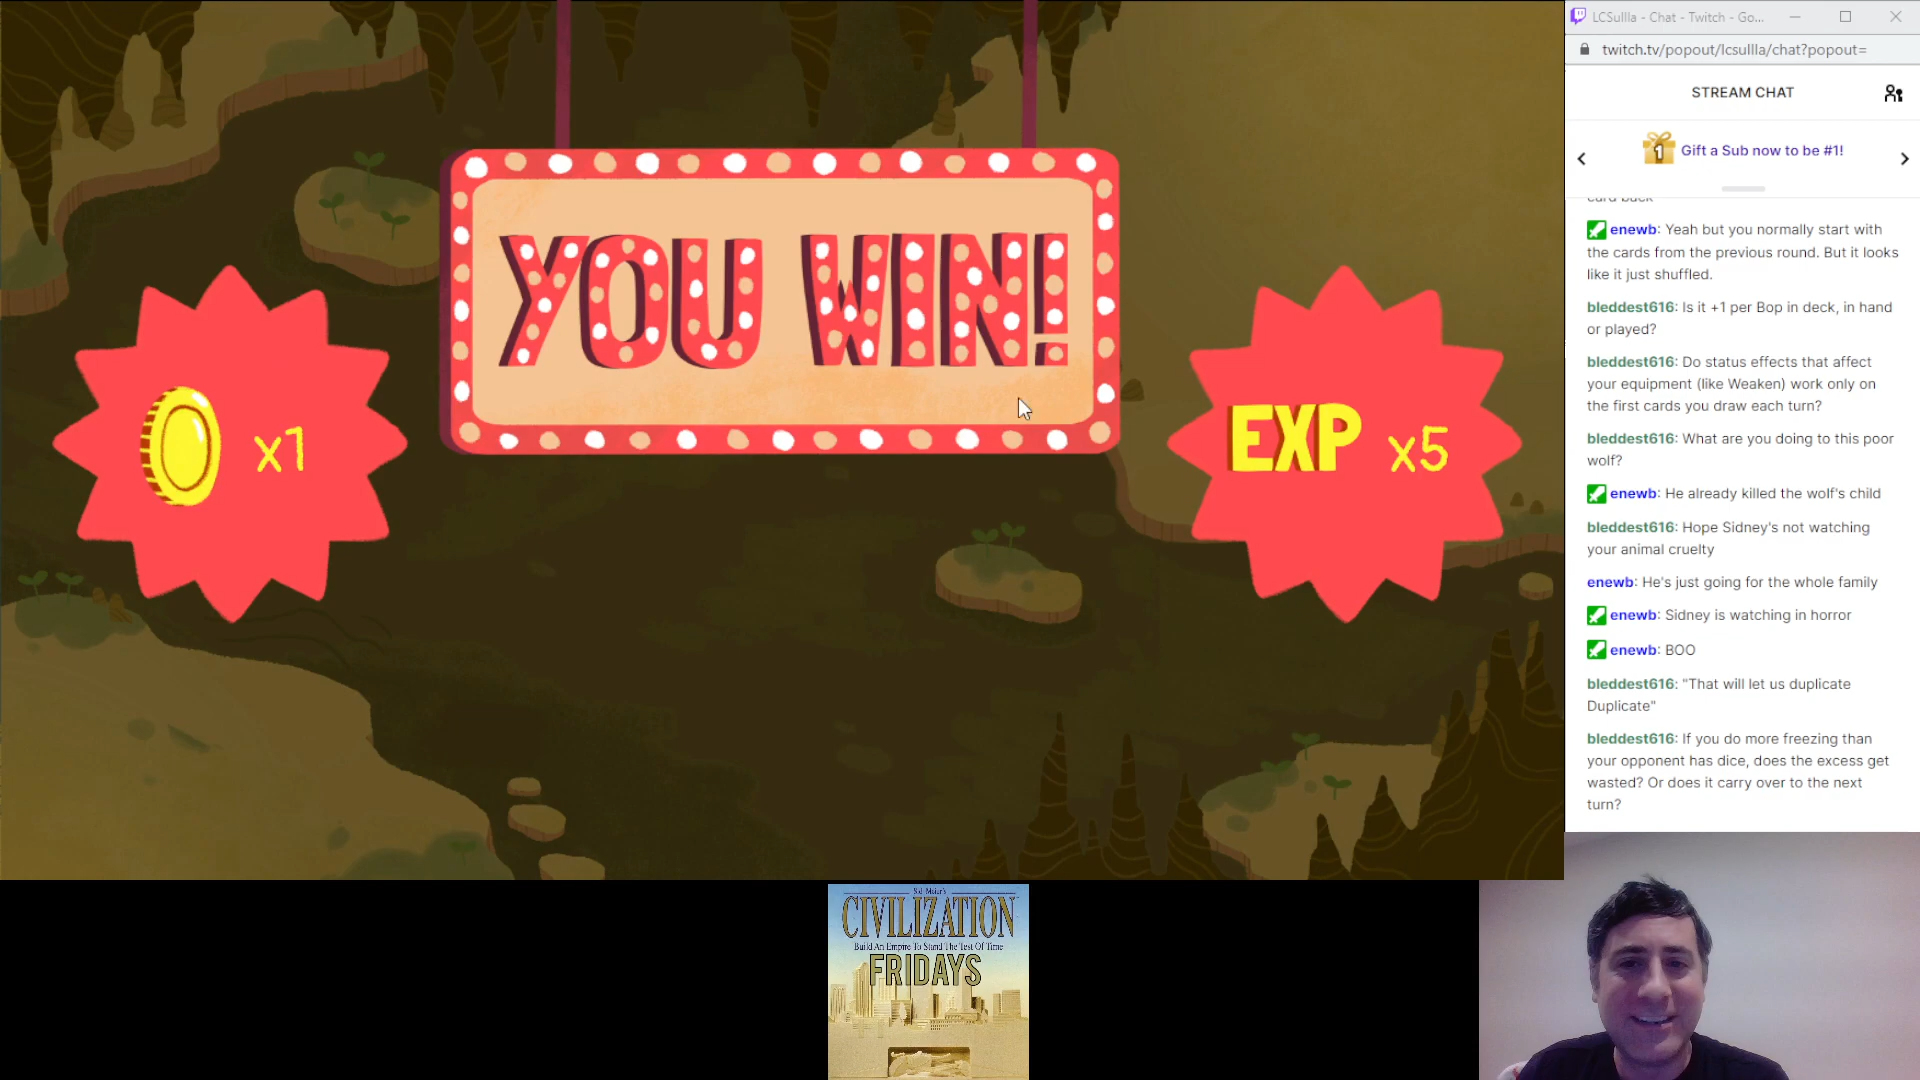 YOU WIN!
x1
EXP x5
LCSullla - Chat - Twitch - Go...
twitch.tv/popout/lcsullla/chat?popout=
STREAM CHAT
1
Gift a Sub now to be #1!
card back
enewb: Yeah but you normally start with
the cards from the previous round. But it looks
like it just shuffled.
bleddest616: Is it +1 per Bop in deck, in hand
or played?
bleddest616: Do status effects that affect
your equipment (like Weaken) work only on
the first cards you draw each turn?
bleddest616: What are you doing to this poor
wolf?
enewb: He already killed the wolf's child
bleddest616: Hope Sidney's not watching
your animal cruelty
enewb: He's just going for the whole family
enewb: Sidney is watching in horror
enewb: BOO
bleddest616: "That will let us duplicate
Duplicate"
bleddest616: If you do more freezing than
your opponent has dice, does the excess get
wasted? Or does it carry over to the next
turn?
Sid Meier's
CIVILIZATION
Build An Empire To Stand The Test Of Time
FRIDAYS